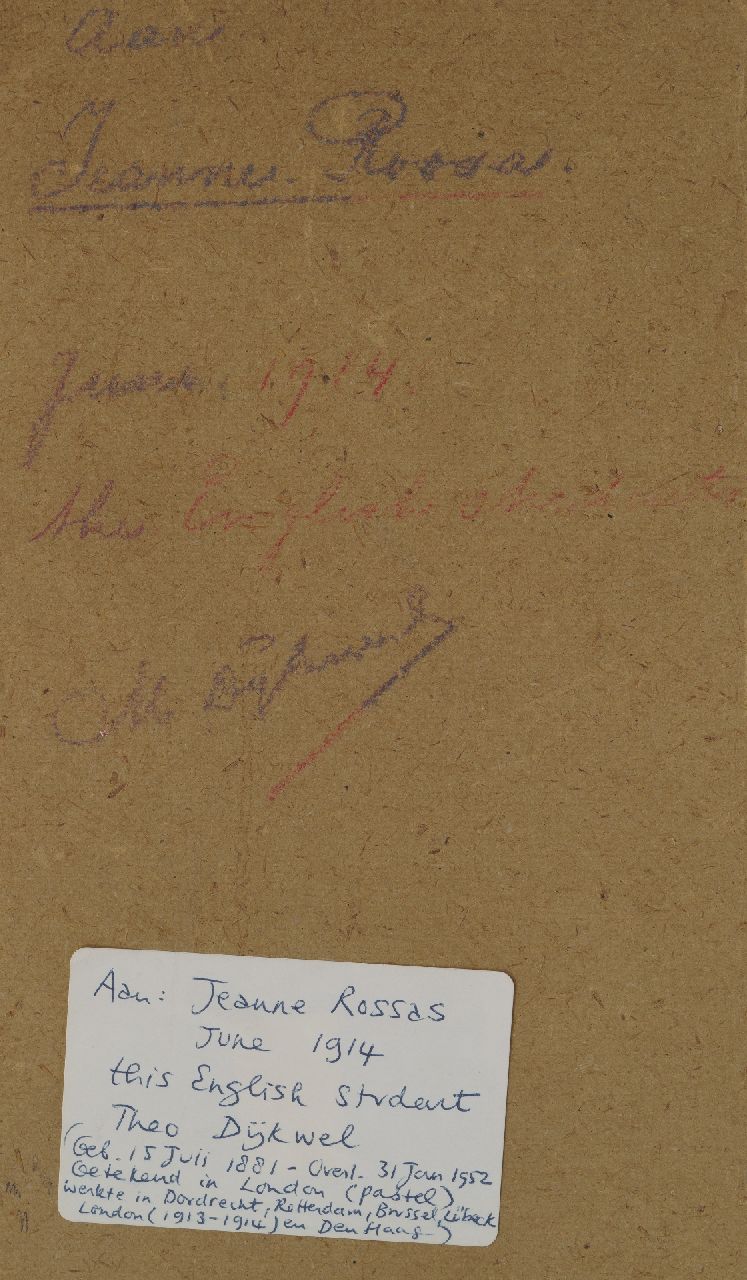 Aan
Jeanne Rossas.
June 1914.
the English
Aan: Jeanne Rossas
June 1914
this English student
Theo Dijkwel
(Geb. 15 Juli 1881 - Overl. 31 Jan 1952
Getekend in London (pastel)
werkte in Dordrecht, Rotterdam, Brussel, Lübeck
London (1913-1914) en Den Haag-)